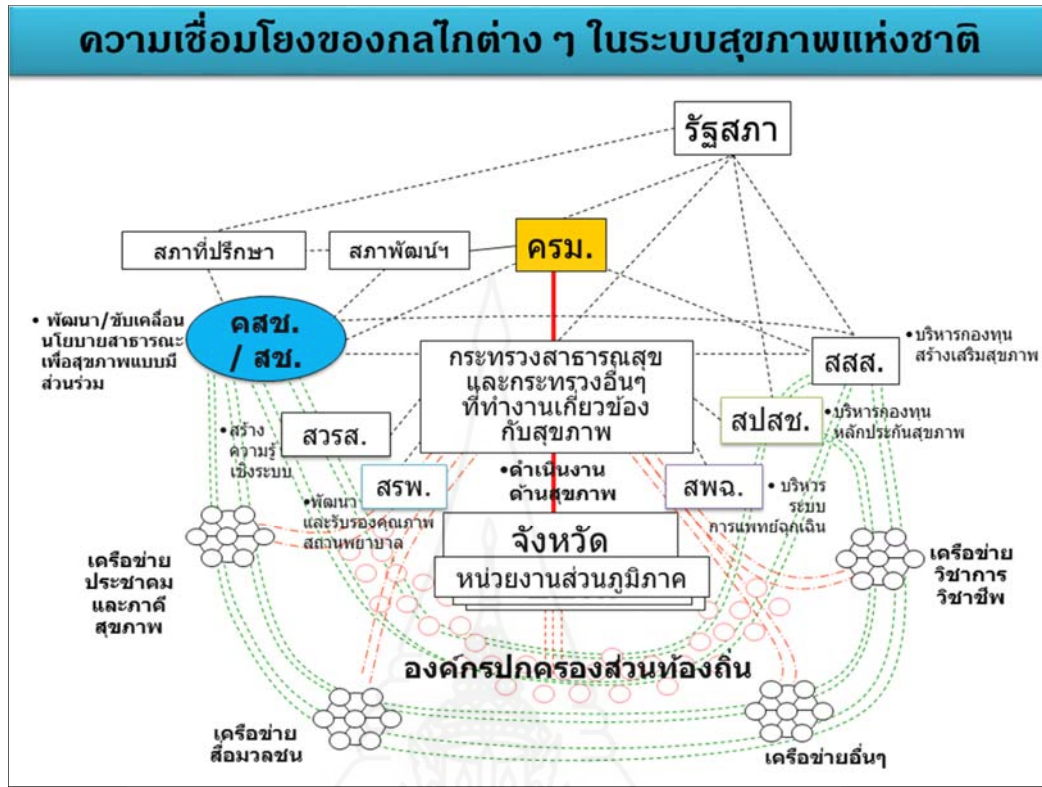 ความเชื่อมโยงของกลไกต่าง ๆ ในระบบสุขภาพแห่งชาติ
รัฐสภา
สภาที่ปรึกษา
สภาพัฒน์ฯ
ครม.
• พัฒนา/ขับเคลื่อน
นโยบายสาธารณะ
เพื่อสุขภาพแบบมี
ส่วนร่วม
คสช.
/ สช.
กระทรวงสาธารณสุข
และกระทรวงอื่นๆ
ที่ทำงานเกี่ยวข้อง
กับสุขภาพ
สสส.
•บริหารกองทุน
สร้างเสริมสุขภาพ
•สร้าง
ความรู้
เชิงระบบ
สวรส.
สปสช.
•บริหารกองทุน
หลักประกันสุขภาพ
สรพ.
•พัฒนา
และรับรองคุณภาพ
สถานพยาบาล
•ดำเนินงาน
ด้านสุขภาพ
สพฉ.
• บริหาร
ระบบ
การแพทย์ฉุกเฉิน
จังหวัด
หน่วยงานส่วนภูมิภาค
เครือข่าย
ประชาคม
และภาคี
สุขภาพ
เครือข่าย
วิชาการ
วิชาชีพ
องค์กรปกครองส่วนท้องถิ่น
เครือข่าย
สื่อมวลชน
เครือข่ายอื่นๆ